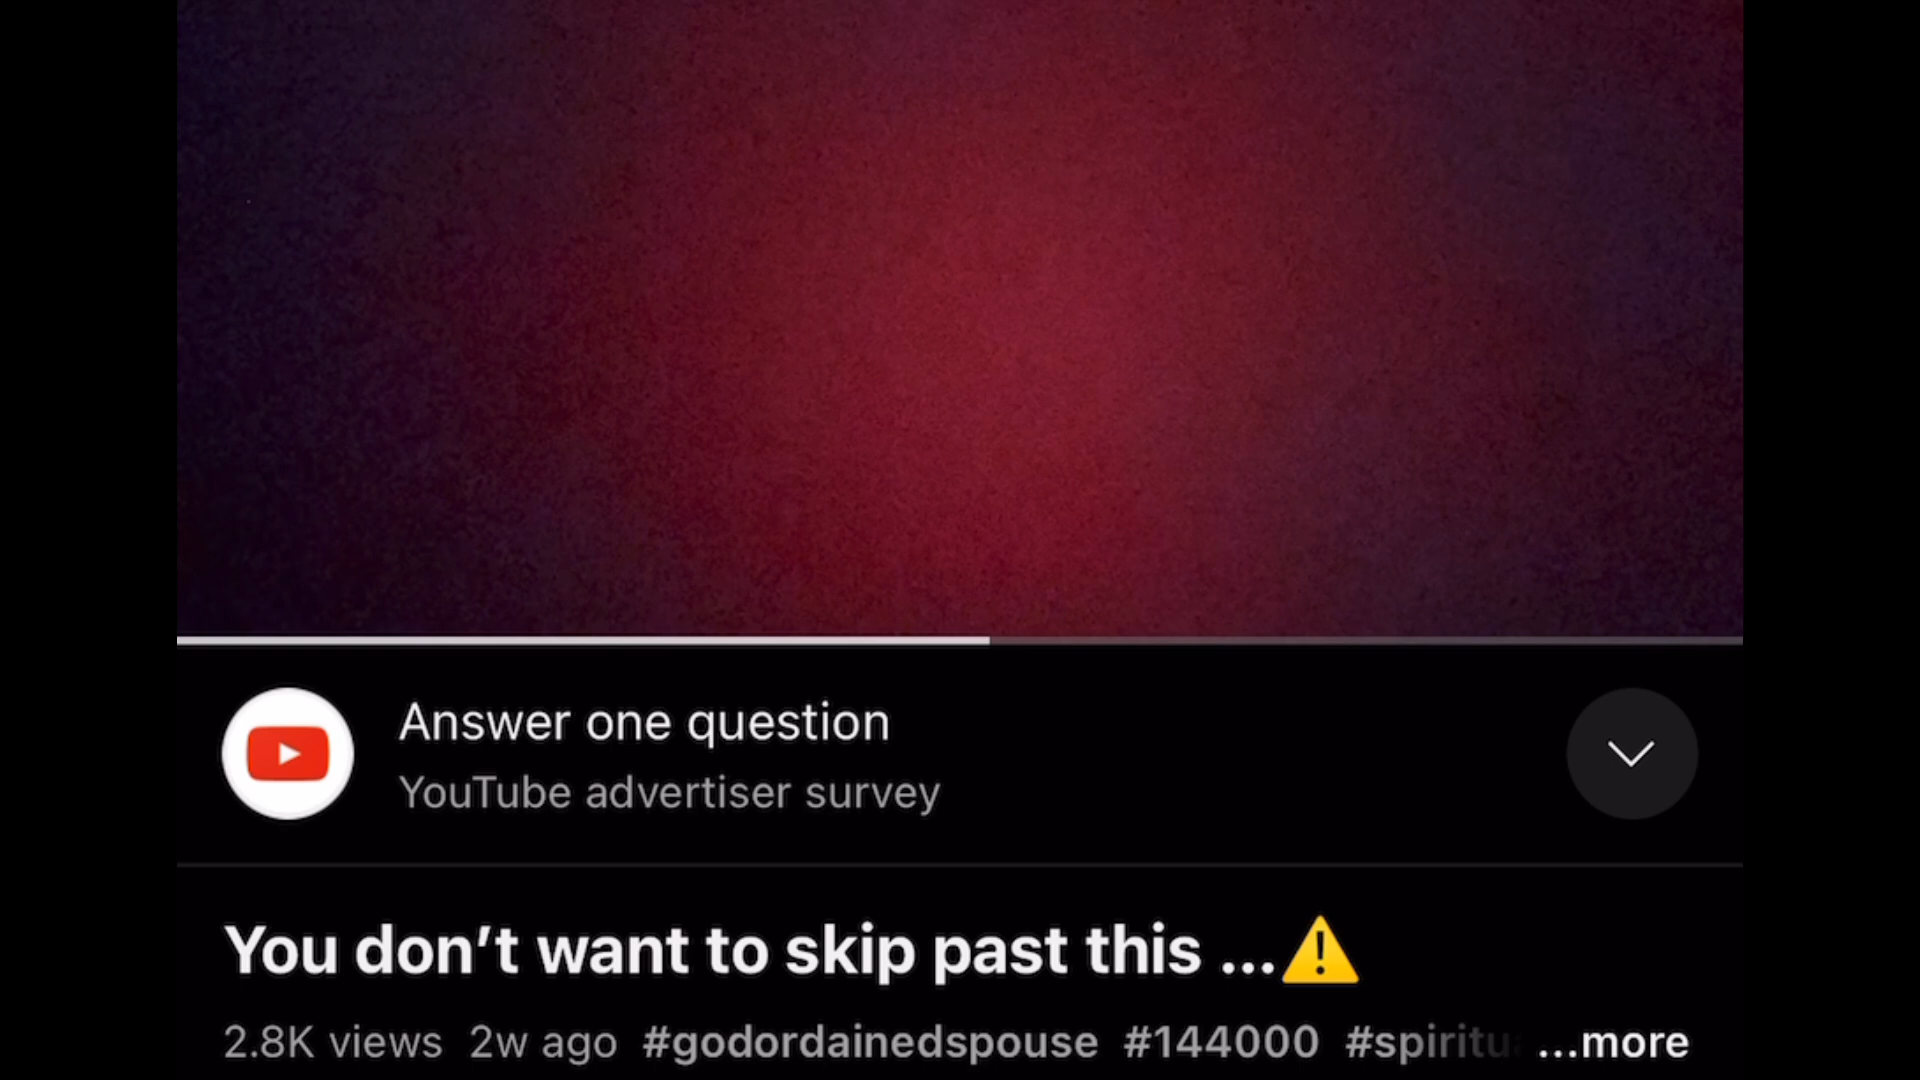 Answer one question
YouTube advertiser survey
You don’t want to skip past this ...⚠️
2.8K views 2w ago #godordainedspouse #144000 #spiritu ...more